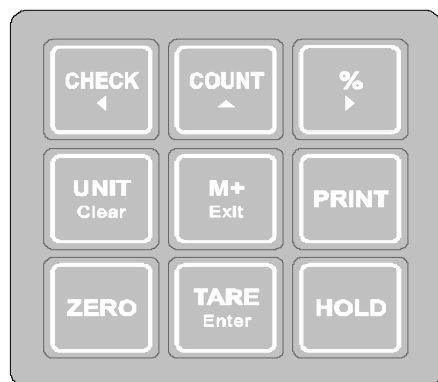 CHECK COUNT %
UNIT M+ PRINT
Clear Exit
ZERO TARE HOLD
Enter